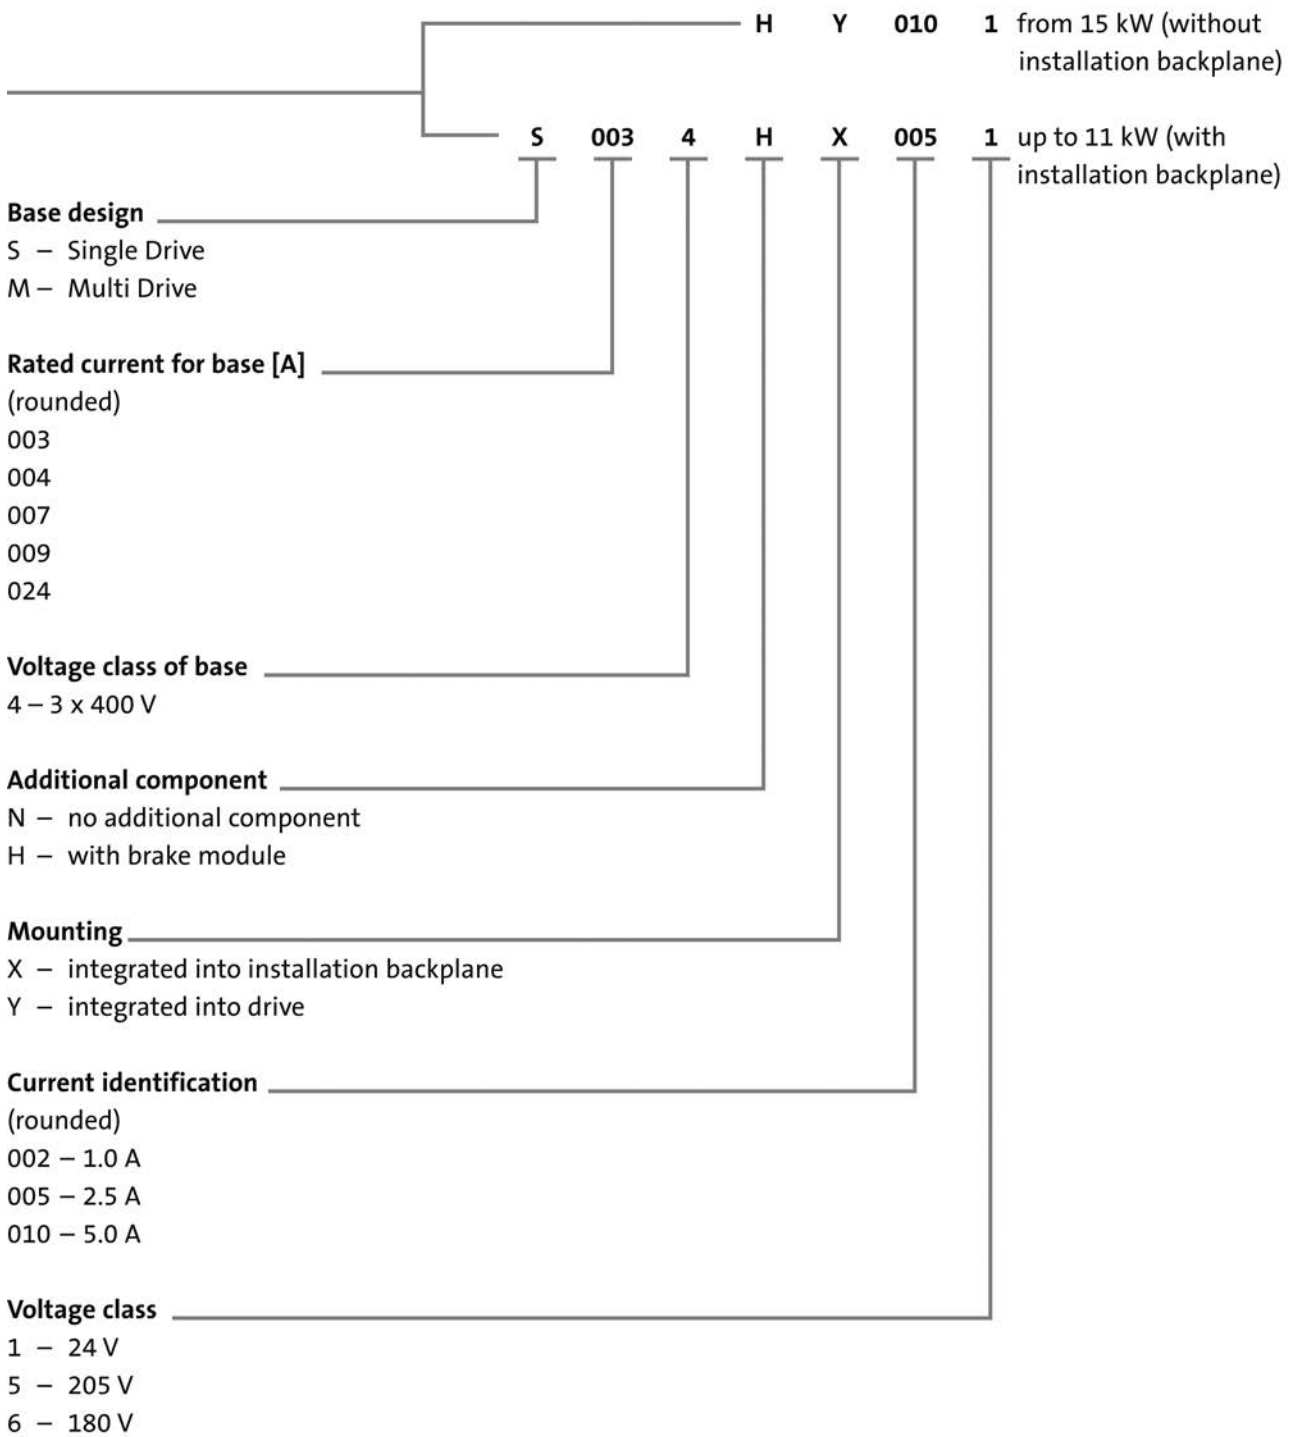 H Y 010 1 from 15 kW (without
installation backplane)
S 003 4 H X 005 1 up to 11 kW (with
installation backplane)
Base design
S – Single Drive
M – Multi Drive
Rated current for base [A]
(rounded)
003
004
007
009
024
Voltage class of base
4 – 3 x 400 V
Additional component
N – no additional component
H – with brake module
Mounting
X – integrated into installation backplane
Y – integrated into drive
Current identification
(rounded)
002 – 1.0 A
005 – 2.5 A
010 – 5.0 A
Voltage class
1 – 24 V
5 – 205 V
6 – 180 V